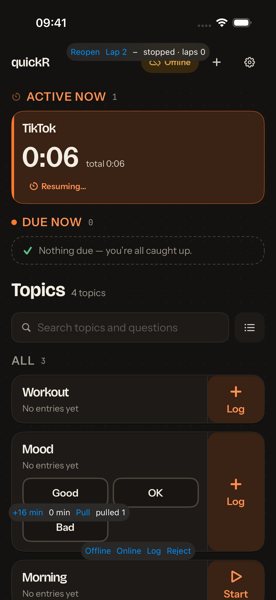 09:41
Reopen Lap 2 – stopped · laps 0
quickR
Offline
ACTIVE NOW 1
TikTok
0:06 total 0:06
Resuming...
DUE NOW 0
Nothing due — you're all caught up.
Topics 4 topics
Search topics and questions
ALL 3
Workout
No entries yet
Log
Mood
No entries yet
Good OK
Log
+16 min 0 min Pull pulled 1
Bad
Offline Online Log Reject
Morning
No entries yet
Start